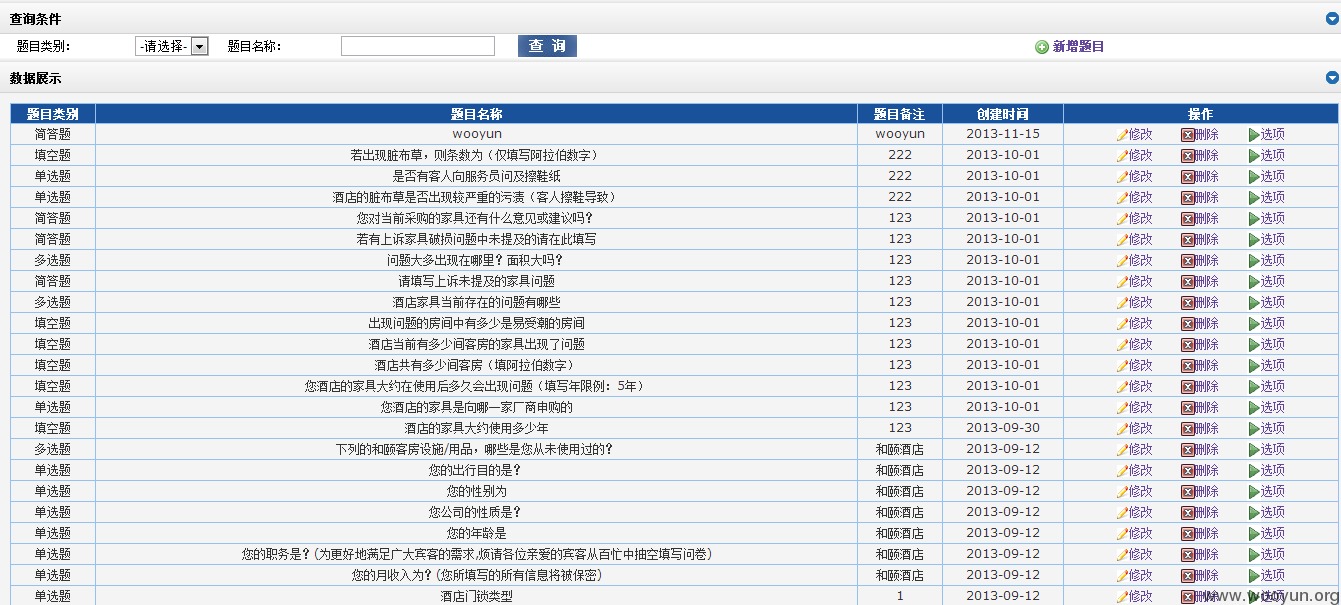 查询条件
题目类别: -请选择- 题目名称: 查 询 新增题目
数据展示
题目类别 题目名称 题目备注 创建时间 操作
简答题 wooyun wooyun 2013-11-15 修改 删除 选项
填空题 若出现脏布草，则条数为（仅填写阿拉伯数字） 222 2013-10-01 修改 删除 选项
单选题 是否有客人向服务员问及擦鞋纸 222 2013-10-01 修改 删除 选项
单选题 酒店的脏布草是否出现较严重的污渍（客人擦鞋导致） 222 2013-10-01 修改 删除 选项
简答题 您对当前采购的家具还有什么意见或建议吗? 123 2013-10-01 修改 删除 选项
简答题 若有上诉家具破损问题中未提及的请在此填写 123 2013-10-01 修改 删除 选项
多选题 问题大多出现在哪里? 面积大吗? 123 2013-10-01 修改 删除 选项
简答题 请填写上诉未提及的家具问题 123 2013-10-01 修改 删除 选项
多选题 酒店家具当前存在的问题有哪些 123 2013-10-01 修改 删除 选项
填空题 出现问题的房间中有多少是易受潮的房间 123 2013-10-01 修改 删除 选项
填空题 酒店当前有多少间客房的家具出现了问题 123 2013-10-01 修改 删除 选项
填空题 酒店共有多少间客房（填阿拉伯数字） 123 2013-10-01 修改 删除 选项
填空题 您酒店的家具大约在使用后多久会出现问题（填写年限例: 5年） 123 2013-10-01 修改 删除 选项
单选题 您酒店的家具是向哪一家厂商申购的 123 2013-10-01 修改 删除 选项
填空题 酒店的家具大约使用多少年 123 2013-09-30 修改 删除 选项
多选题 下列的和颐客房设施/用品，哪些是您从未使用过的? 和颐酒店 2013-09-12 修改 删除 选项
单选题 您的出行目的是? 和颐酒店 2013-09-12 修改 删除 选项
单选题 您的性别为 和颐酒店 2013-09-12 修改 删除 选项
单选题 您公司的性质是? 和颐酒店 2013-09-12 修改 删除 选项
单选题 您的年龄是 和颐酒店 2013-09-12 修改 删除 选项
单选题 您的职务是? (为更好地满足广大宾客的需求,烦请各位亲爱的宾客从百忙中抽空填写问卷) 和颐酒店 2013-09-12 修改 删除 选项
单选题 您的月收入为? (您所填写的所有信息将被保密) 和颐酒店 2013-09-12 修改 删除 选项
单选题 酒店门锁类型 1 2013-09-12 修改 删除 选项
www.wooyun.org